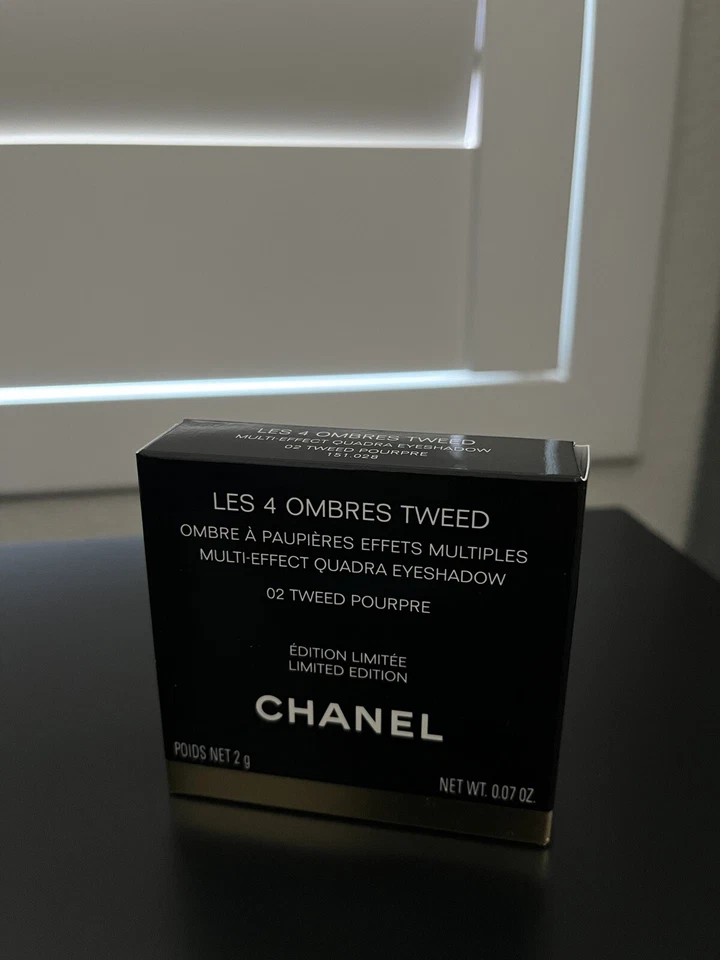 LES 4 OMBRES TWEED
MULTI-EFFECT QUADRA EYESHADOW
02 TWEED POURPRE
151.028
LES 4 OMBRES TWEED
OMBRE À PAUPIÈRES EFFETS MULTIPLES
MULTI-EFFECT QUADRA EYESHADOW
02 TWEED POURPRE
ÉDITION LIMITÉE
LIMITED EDITION
CHANEL
POIDS NET 2 g
NET WT. 0.07 OZ.